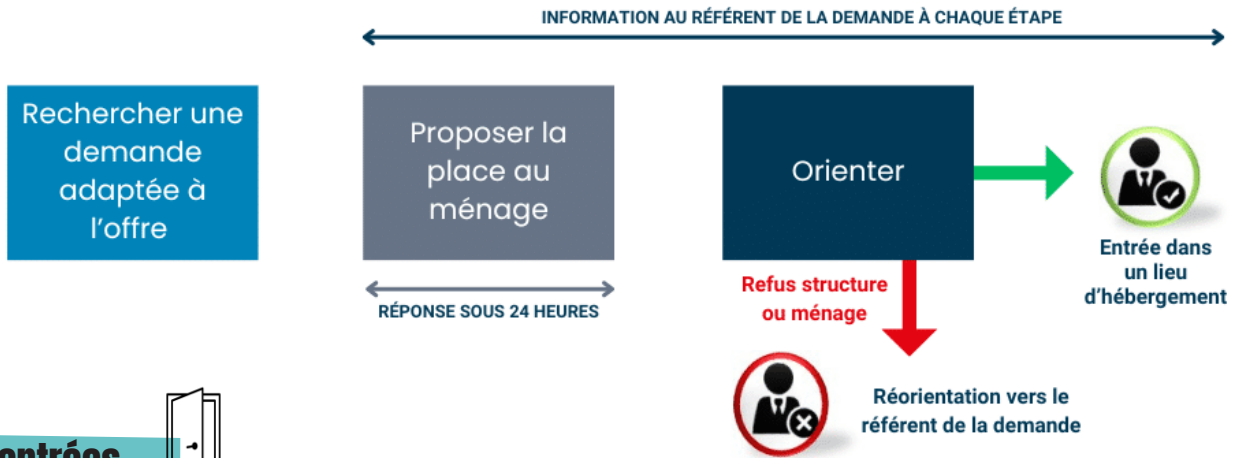 INFORMATION AU RÉFÉRENT DE LA DEMANDE À CHAQUE ÉTAPE
Rechercher une
demande
adaptée à
l'offre
Proposer la
place au
ménage
Orienter
RÉPONSE SOUS 24 HEURES
Refus structure
ou ménage
Entrée dans
un lieu
d'hébergement
Réorientation vers le
référent de la demande